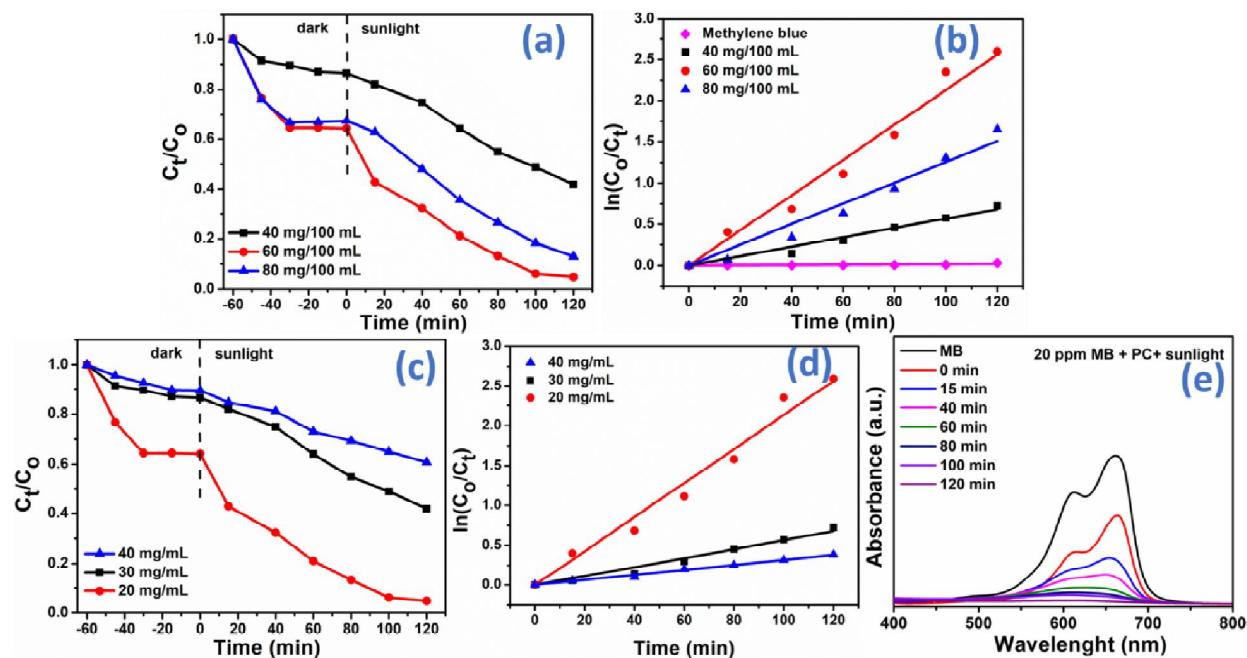 (a)
dark
sunlight
1.0
0.8
0.6
0.4
0.2
0.0
Ct/Co
40 mg/100 mL
60 mg/100 mL
80 mg/100 mL
-60 -40 -20 0 20 40 60 80 100 120
Time (min)
(b)
Methylene blue
40 mg/100 mL
60 mg/100 mL
80 mg/100 mL
3.0
2.5
2.0
1.5
1.0
0.5
0.0
ln(Co/Ct)
0 20 40 60 80 100 120
Time (min)
(c)
dark
sunlight
1.0
0.8
0.6
0.4
0.2
0.0
Ct/Co
40 mg/mL
30 mg/mL
20 mg/mL
-60 -40 -20 0 20 40 60 80 100 120
Time (min)
(d)
40 mg/mL
30 mg/mL
20 mg/mL
3.0
2.5
2.0
1.5
1.0
0.5
0.0
ln(Co/Ct)
0 20 40 60 80 100 120
Time (min)
20 ppm MB + PC+ sunlight
(e)
MB
0 min
15 min
40 min
60 min
80 min
100 min
120 min
Absorbance (a.u.)
400 500 600 700 800
Wavelenght (nm)